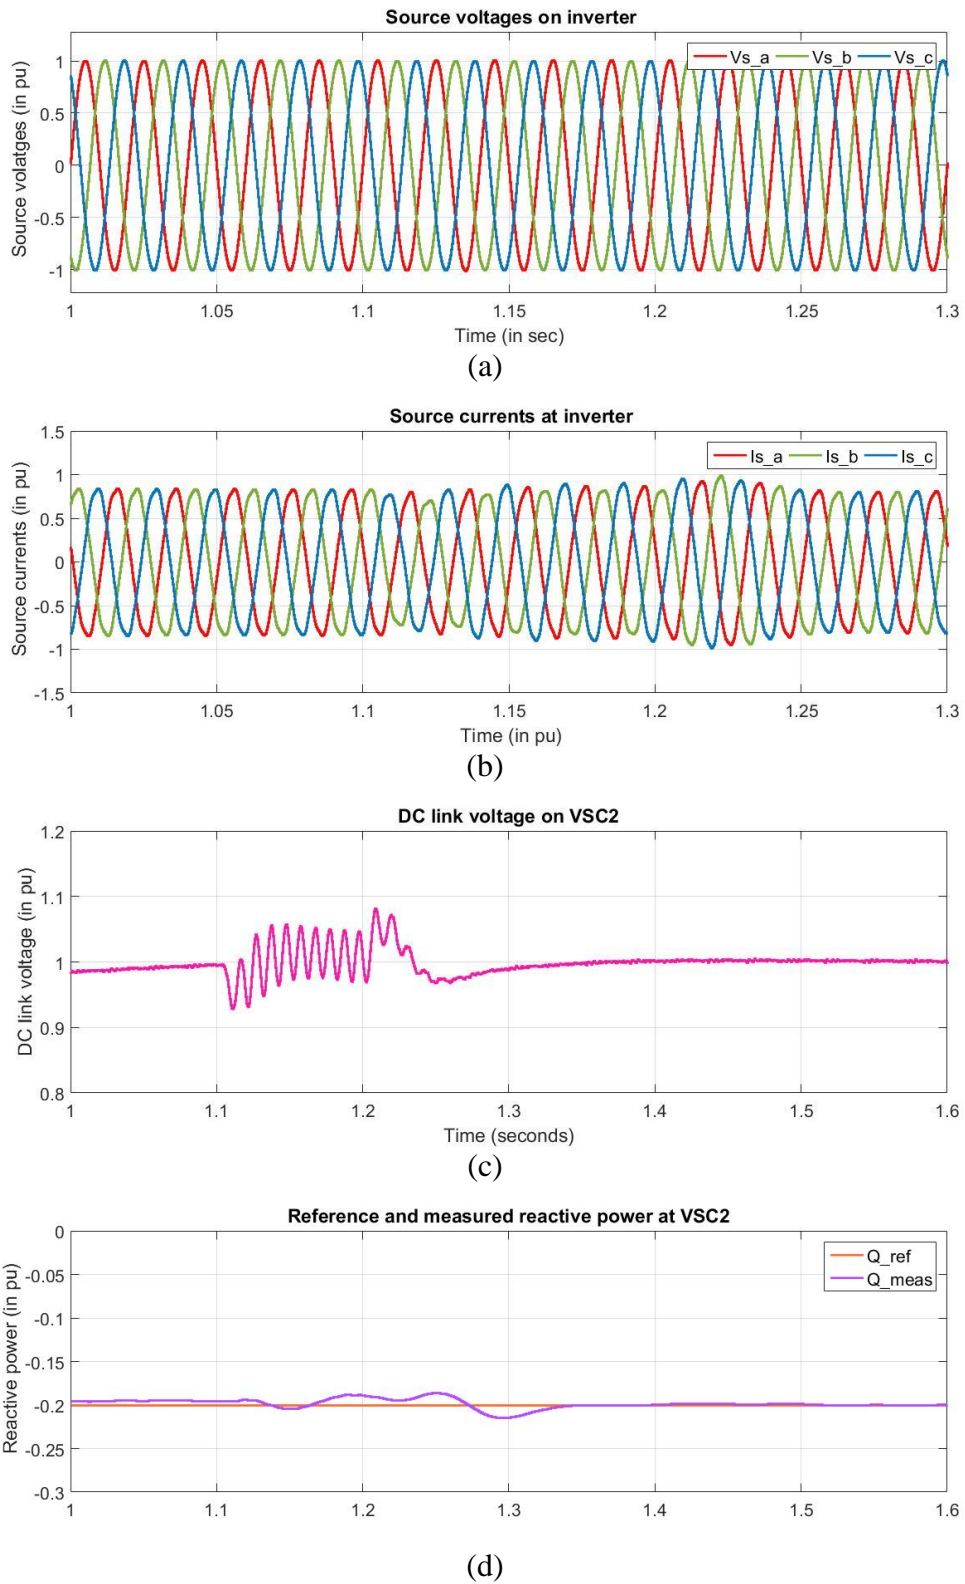 Source voltages on inverter
Vs_a Vs_b Vs_c
Source volatges (in pu)
1
0.5
0
-0.5
-1
1 1.05 1.1 1.15 1.2 1.25 1.3
Time (in sec)
(a)
Source currents at inverter
Is_a Is_b Is_c
Source currents (in pu)
1.5
1
0.5
0
-0.5
-1
-1.5
1 1.05 1.1 1.15 1.2 1.25 1.3
Time (in pu)
(b)
DC link voltage on VSC2
DC link voltage (in pu)
1.2
1.1
1
0.9
0.8
1 1.1 1.2 1.3 1.4 1.5 1.6
Time (seconds)
(c)
Reference and measured reactive power at VSC2
Q_ref
Q_meas
Reactive power (in pu)
0
-0.05
-0.1
-0.15
-0.2
-0.25
-0.3
1 1.1 1.2 1.3 1.4 1.5 1.6
(d)